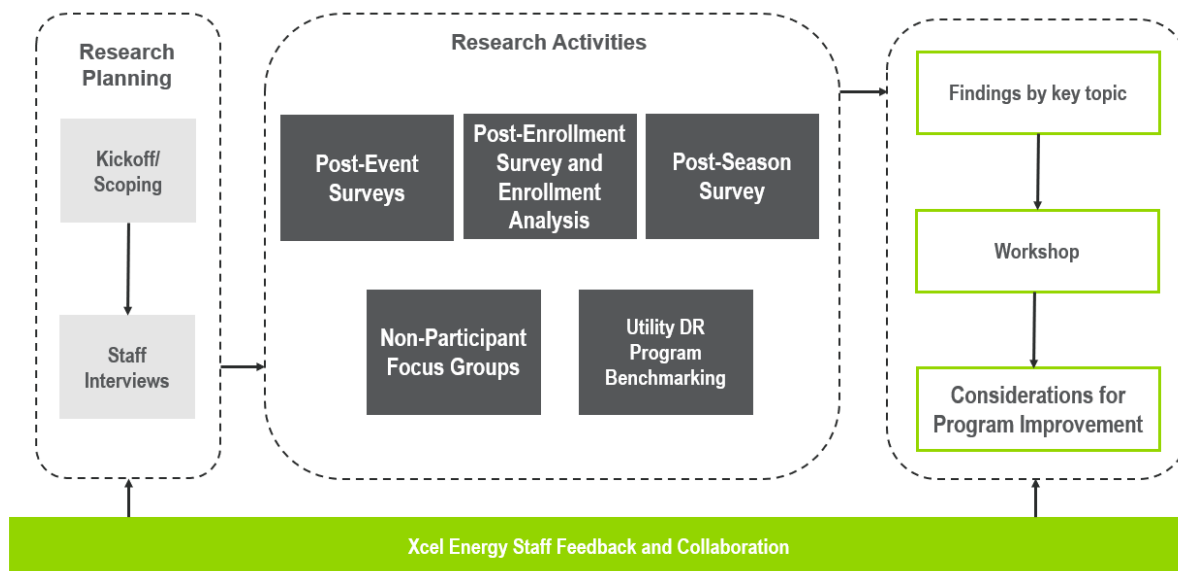 Research
Planning
Kickoff/
Scoping
Staff
Interviews
Research Activities
Post-Event
Surveys
Post-Enrollment
Survey and
Enrollment
Analysis
Post-Season
Survey
Non-Participant
Focus Groups
Utility DR
Program
Benchmarking
Findings by key topic
Workshop
Considerations for
Program Improvement
Xcel Energy Staff Feedback and Collaboration